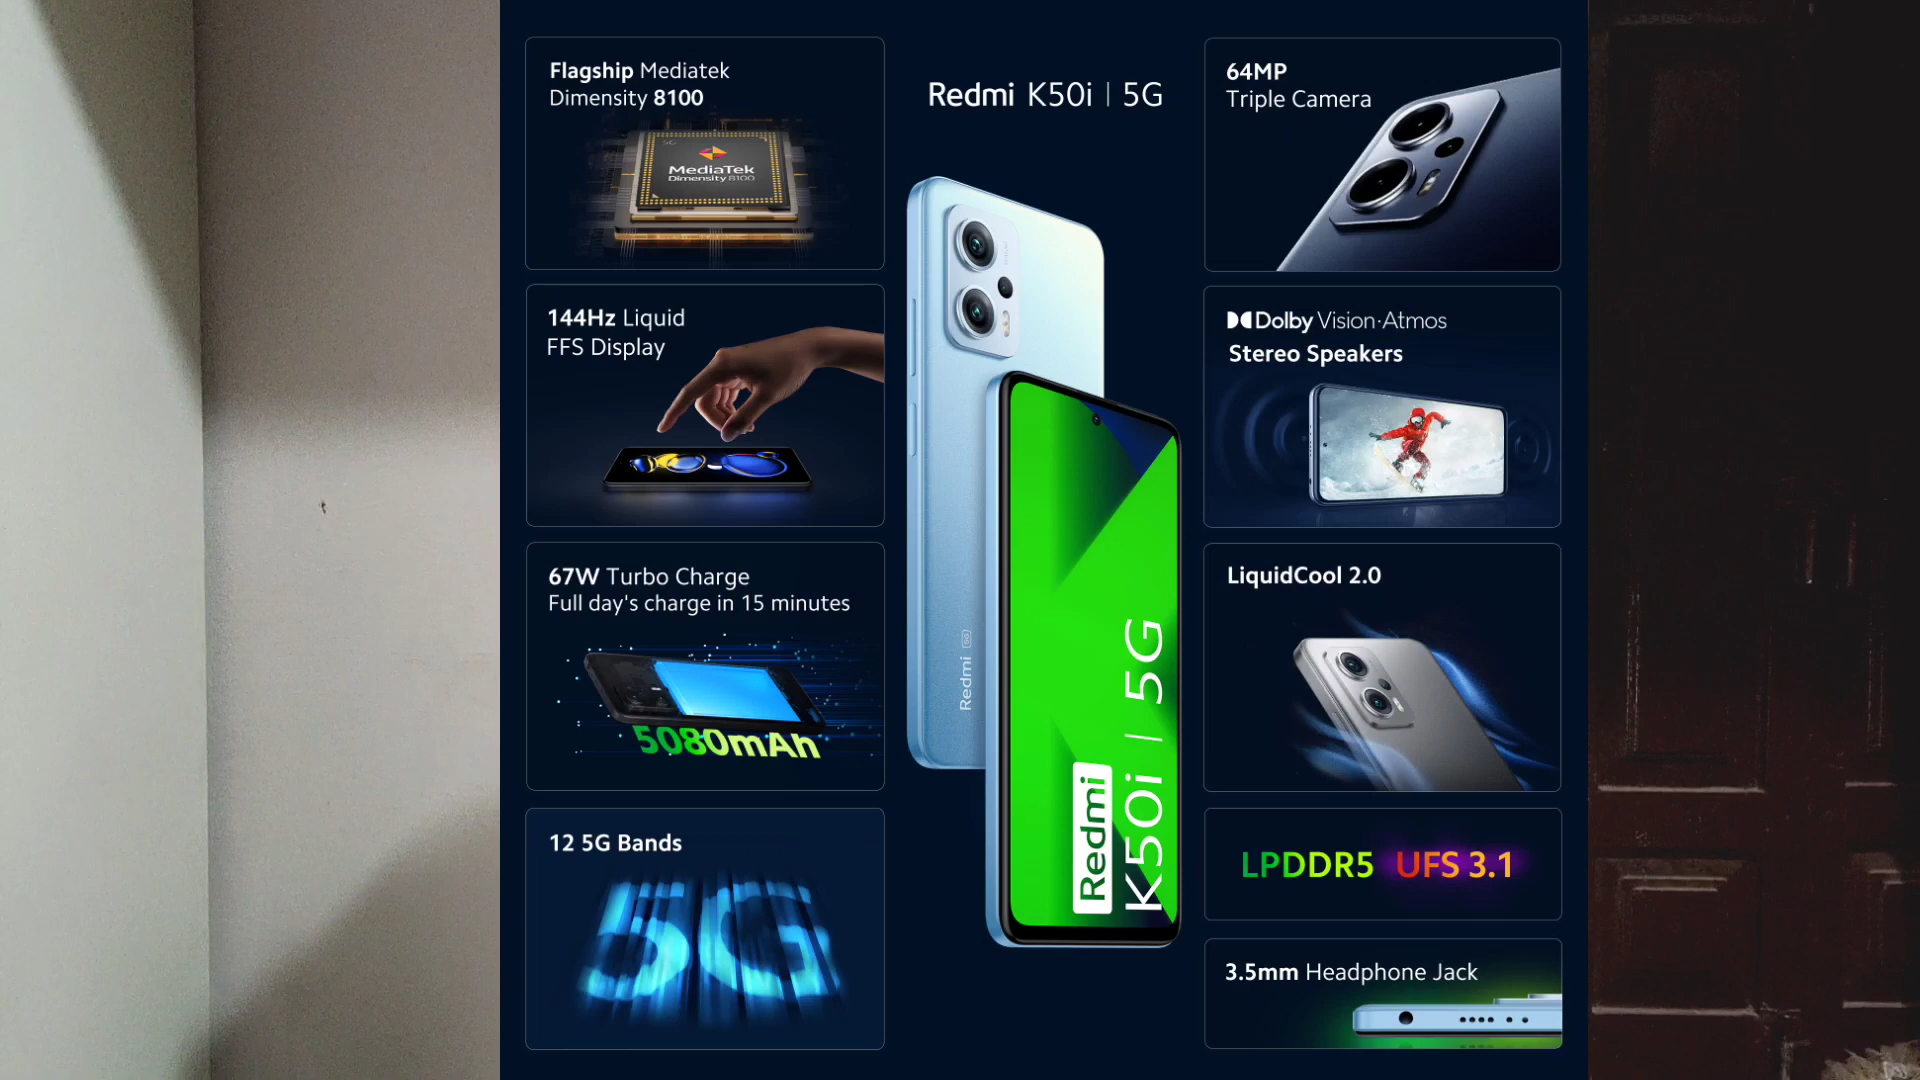 Flagship Mediatek
Dimensity 8100
5G
MediaTek
Dimensity 8100
Redmi K50i | 5G
64MP
Triple Camera
144Hz Liquid
FFS Display
Dolby Vision·Atmos
Stereo Speakers
67W Turbo Charge
Full day's charge in 15 minutes
5080mAh
Redmi 5G
Redmi
K50i | 5G
LiquidCool 2.0
12 5G Bands
5G
LPDDR5 UFS 3.1
3.5mm Headphone Jack